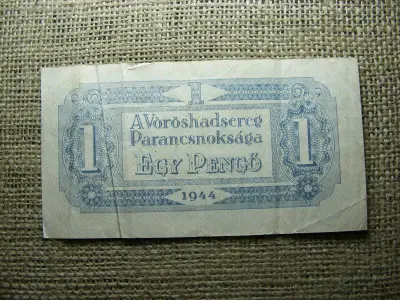 1
A Vöröshadsereg
1 Parancsnoksága 1
EGY PENGŐ
1944